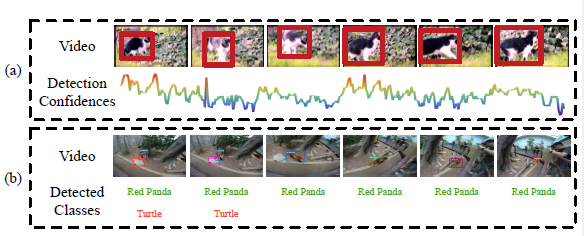 (a)
Video
Detection
Confidences
(b)
Video
Detected
Classes
Red Panda Red Panda Red Panda Red Panda Red Panda Red Panda
Turtle Turtle